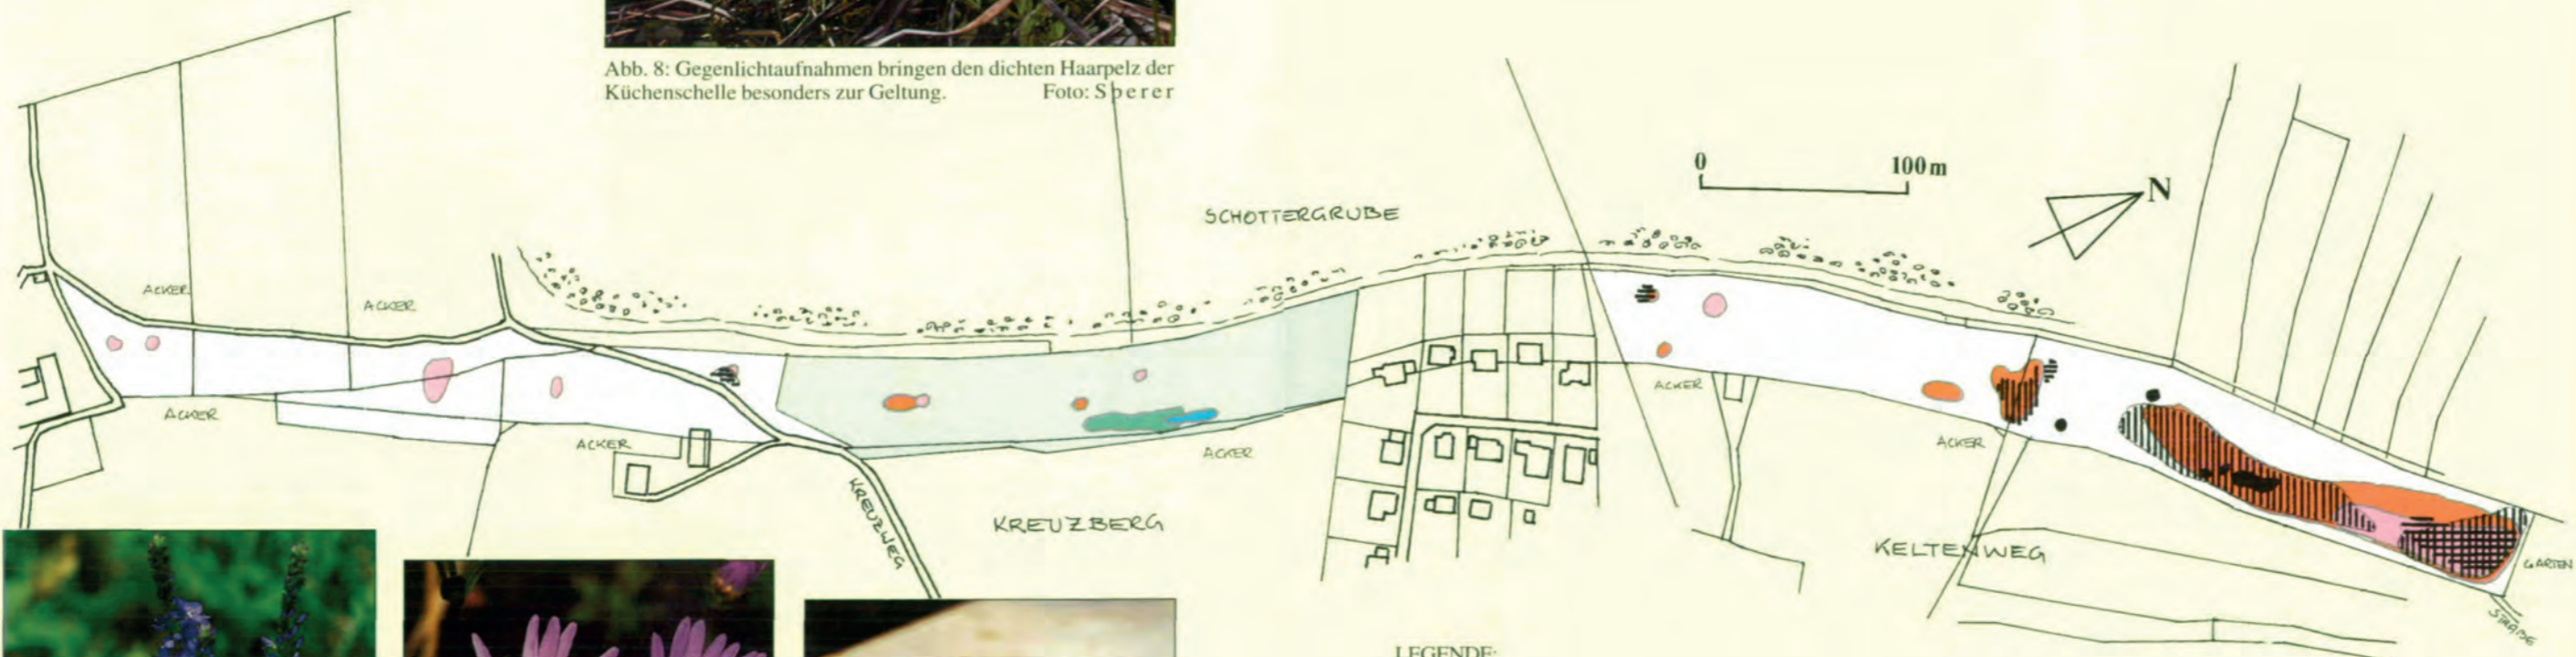 Abb. 8: Gegenlichtaufnahmen bringen den dichten Haarpelz der
Küchenschelle besonders zur Geltung. Foto: Sperer
0 100 m
N
SCHOTTERGRUBE
ACKER
ACKER
ACKER
ACKER
ACKER
ACKER
ACKER
KREUZWEG
KREUZBERG
KELTENWEG
GARTEN
STRAßE
LEGENDE: